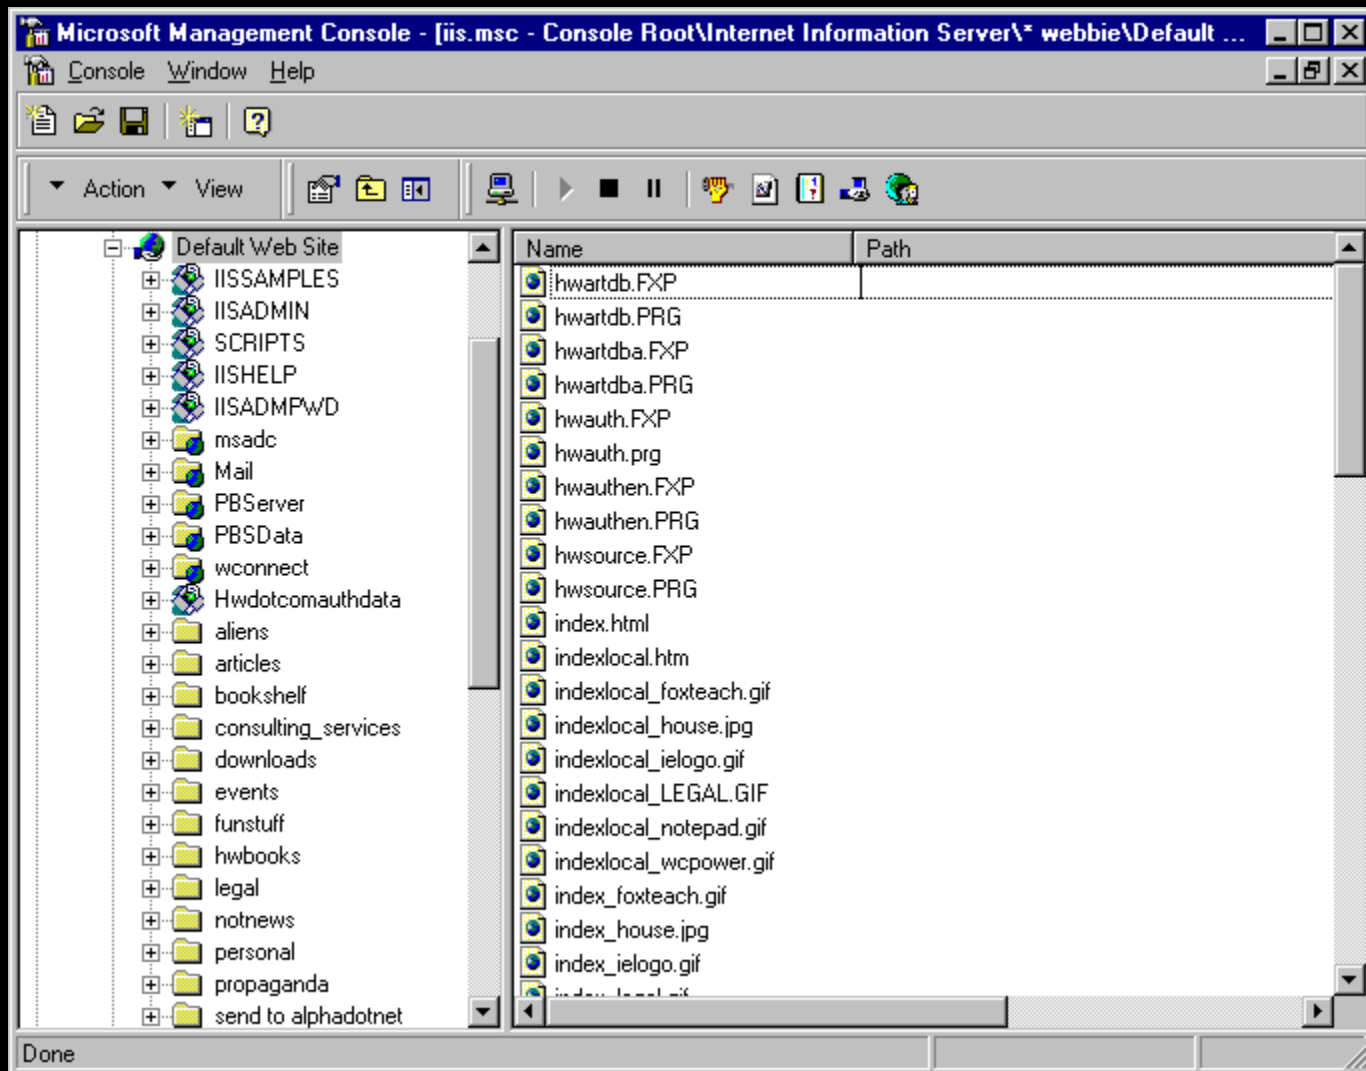 Microsoft Management Console - [iis.msc - Console Root\Internet Information Server\* webbie\Default ...
Console Window Help
Action View
Default Web Site
IISSAMPLES
IISADMIN
SCRIPTS
IISHELP
IISADMPWD
msadc
Mail
PBServer
PBSData
wconnect
Hwdotcomauthdata
aliens
articles
bookshelf
consulting_services
downloads
events
funstuff
hwbooks
legal
notnews
personal
propaganda
send to alphadotnet
Name Path
hwartdb.FXP
hwartdb.PRG
hwartdba.FXP
hwartdba.PRG
hwauth.FXP
hwauth.prg
hwauthen.FXP
hwauthen.PRG
hwsource.FXP
hwsource.PRG
index.html
indexlocal.htm
indexlocal_foxteach.gif
indexlocal_house.jpg
indexlocal_ielogo.gif
indexlocal_LEGAL.GIF
indexlocal_notepad.gif
indexlocal_wcpower.gif
index_foxteach.gif
index_house.jpg
index_ielogo.gif
Done